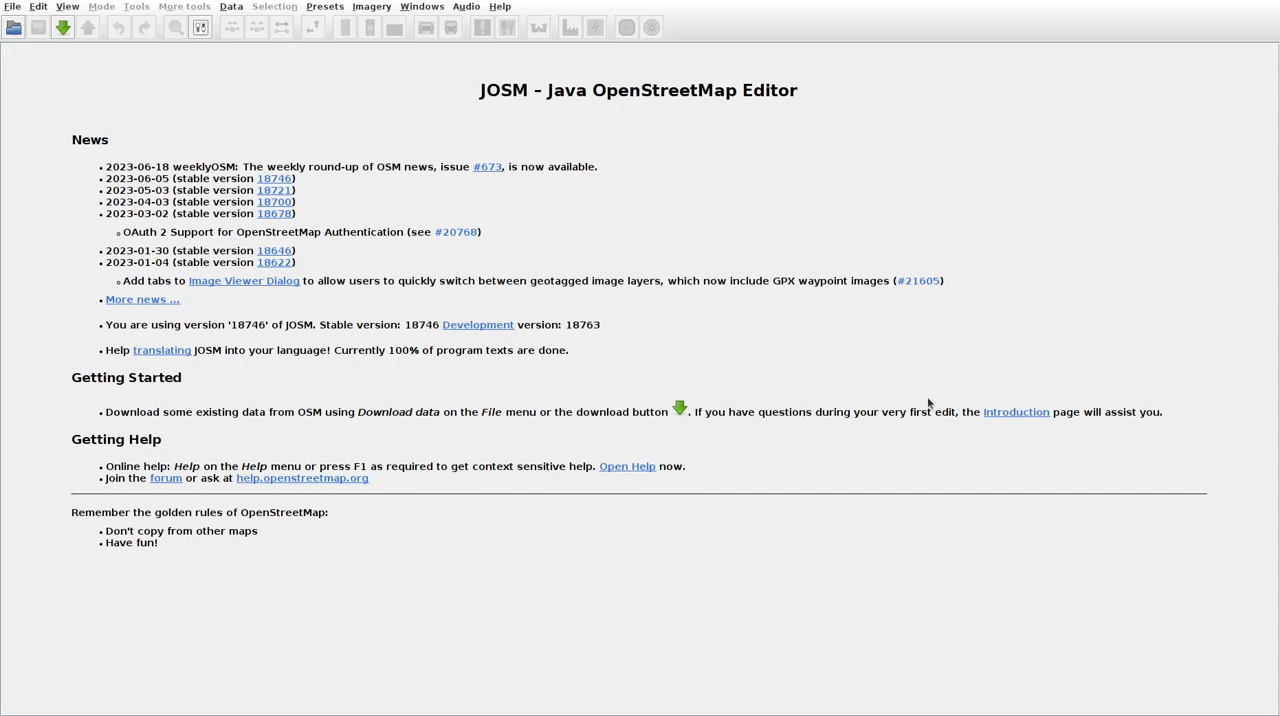 File Edit View Mode Tools More tools Data Selection Presets Imagery Windows Audio Help
JOSM – Java OpenStreetMap Editor
News
• 2023-06-18 weeklyOSM: The weekly round-up of OSM news, issue #673, is now available.
• 2023-06-05 (stable version 18746)
• 2023-05-03 (stable version 18721)
• 2023-04-03 (stable version 18700)
• 2023-03-02 (stable version 18678)
◦ OAuth 2 Support for OpenStreetMap Authentication (see #20768)
• 2023-01-30 (stable version 18646)
• 2023-01-04 (stable version 18622)
◦ Add tabs to Image Viewer Dialog to allow users to quickly switch between geotagged image layers, which now include GPX waypoint images (#21605)
• More news ...
• You are using version '18746' of JOSM. Stable version: 18746 Development version: 18763
• Help translating JOSM into your language! Currently 100% of program texts are done.
Getting Started
• Download some existing data from OSM using Download data on the File menu or the download button . If you have questions during your very first edit, the Introduction page will assist you.
Getting Help
• Online help: Help on the Help menu or press F1 as required to get context sensitive help. Open Help now.
• Join the forum or ask at help.openstreetmap.org
Remember the golden rules of OpenStreetMap:
• Don't copy from other maps
• Have fun!